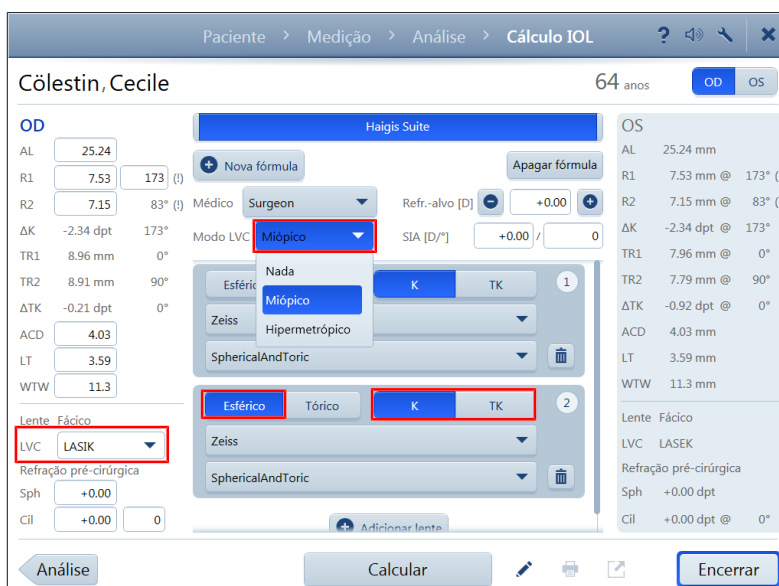 Paciente > Medição > Análise > Cálculo IOL ?
Cölestin, Cecile 64 anos OD OS
OD
AL 25.24
R1 7.53 173 (!)
R2 7.15 83° (!)
ΔK -2.34 dpt 173°
TR1 8.96 mm 0°
TR2 8.91 mm 90°
ΔTK -0.21 dpt 0°
ACD 4.03
LT 3.59
WTW 11.3
Lente Fácico
LVC LASIK
Refração pré-cirúrgica
Sph +0.00
Cil +0.00 0
Haigis Suite
Nova fórmula Apagar fórmula
Médico Surgeon Refr.-alvo [D] +0.00
Modo LVC Miópico SIA [D/°] +0.00 / 0
Nada
Miópico
Hipermetrópico
Esféric K TK 1
Zeiss
SphericalAndToric
Esférico Tórico K TK 2
Zeiss
SphericalAndToric
Adicionar lente
OS
AL 25.24 mm
R1 7.53 mm @ 173° (
R2 7.15 mm @ 83° (
ΔK -2.34 dpt @ 173°
TR1 7.96 mm @ 0°
TR2 7.79 mm @ 90°
ΔTK -0.92 dpt @ 0°
ACD 4.03 mm
LT 3.59 mm
WTW 11.3 mm
Lente Fácico
LVC LASEK
Refração pré-cirúrgica
Sph +0.00 dpt
Cil +0.00 dpt @ 0°
Análise Calcular Encerrar